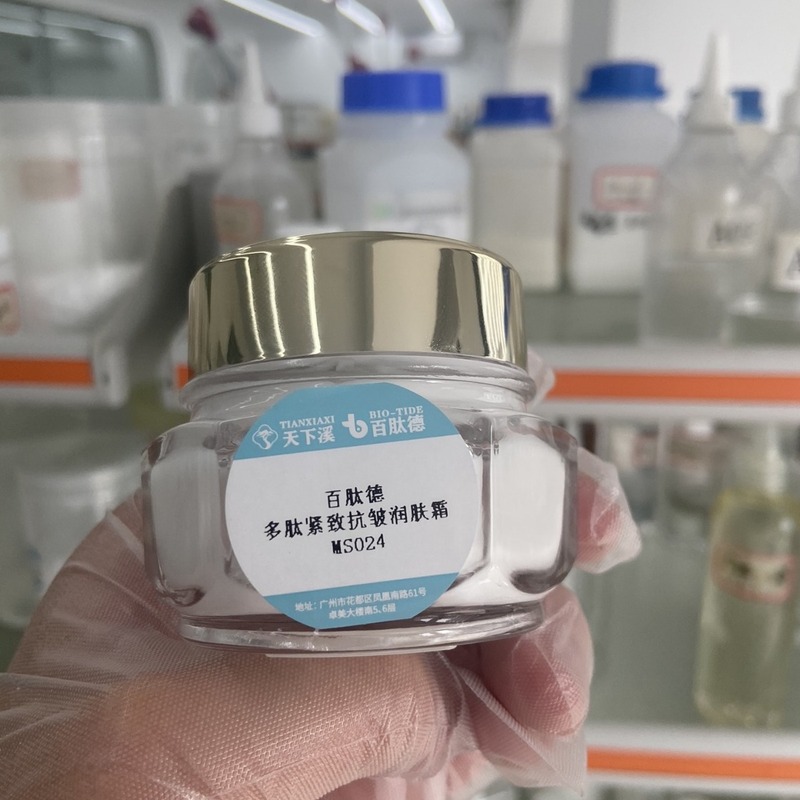 TIANXIAXI
天下溪
BIO-TIDE
百肽德
百肽德
多肽紧致抗皱润肤霜
MS024
地址：广州市花都区凤凰南路61号
卓美大楼南5、6层